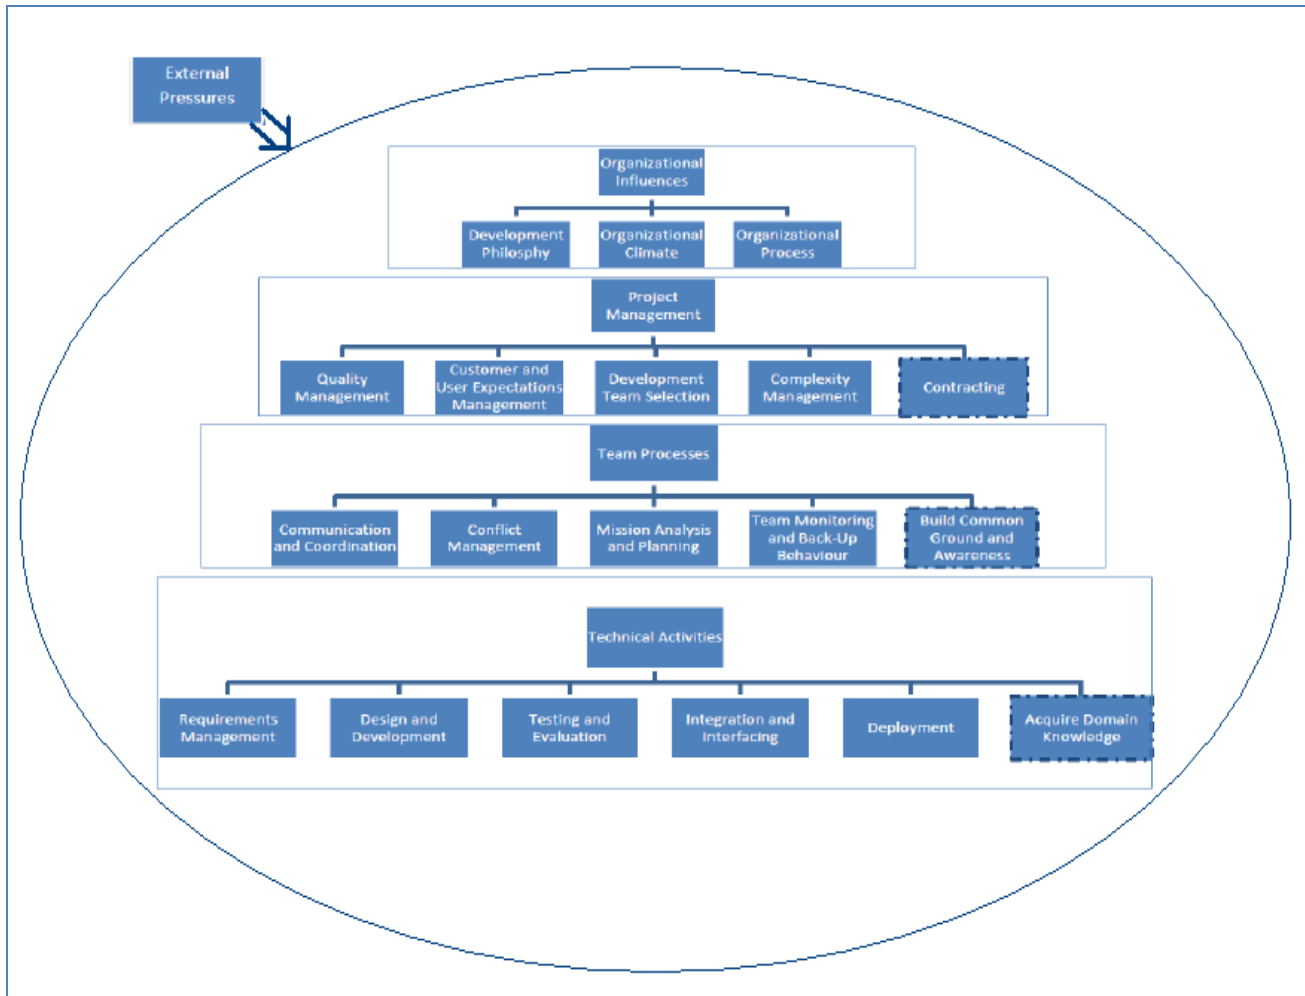 External
Pressures
Organizational
Influences
Development
Philosphy
Organizational
Climate
Organizational
Process
Project
Management
Quality
Management
Customer and
User Expectations
Management
Development
Team Selection
Complexity
Management
Contracting
Team Processes
Communication
and Coordination
Conflict
Management
Mission Analysis
and Planning
Team Monitoring
and Back-Up
Behaviour
Build Common
Ground and
Awareness
Technical Activities
Requirements
Management
Design and
Development
Testing and
Evaluation
Integration and
Interfacing
Deployment
Acquire Domain
Knowledge